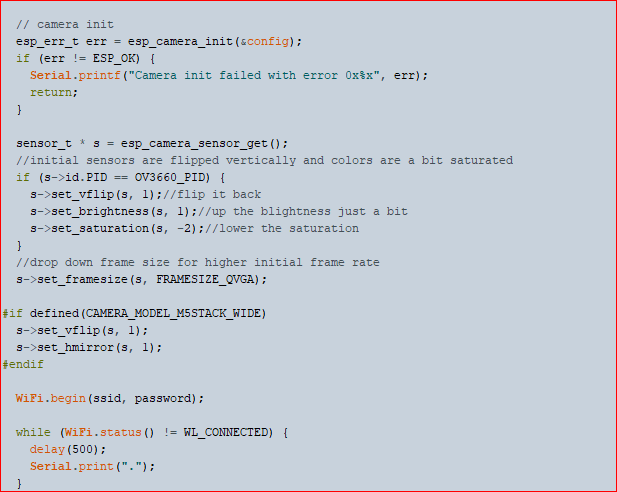 // camera init
esp_err_t err = esp_camera_init(&config);
if (err != ESP_OK) {
Serial.printf("Camera init failed with error 0x%x", err);
return;
}
sensor_t * s = esp_camera_sensor_get();
//initial sensors are flipped vertically and colors are a bit saturated
if (s->id.PID == OV3660_PID) {
s->set_vflip(s, 1);//flip it back
s->set_brightness(s, 1);//up the blightness just a bit
s->set_saturation(s, -2);//lower the saturation
}
//drop down frame size for higher initial frame rate
s->set_framesize(s, FRAMESIZE_QVGA);
#if defined(CAMERA_MODEL_M5STACK_WIDE)
s->set_vflip(s, 1);
s->set_hmirror(s, 1);
#endif
WiFi.begin(ssid, password);
while (WiFi.status() != WL_CONNECTED) {
delay(500);
Serial.print(".");
}